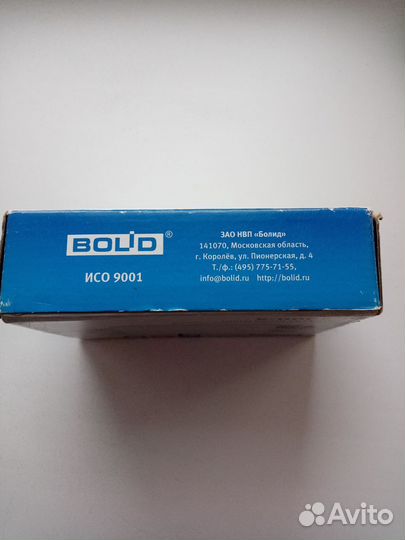 BOLID®
ИСО 9001
ЗАО НВП «Болид»
141070, Московская область,
г. Королёв, ул. Пионерская, д. 4
Т./ф.: (495) 775-71-55,
info@bolid.ru http://bolid.ru
Avito